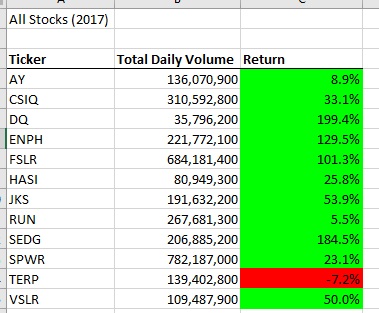 All Stocks (2017)
Ticker Total Daily Volume Return
AY 136,070,900 8.9%
CSIQ 310,592,800 33.1%
DQ 35,796,200 199.4%
ENPH 221,772,100 129.5%
FSLR 684,181,400 101.3%
HASI 80,949,300 25.8%
JKS 191,632,200 53.9%
RUN 267,681,300 5.5%
SEDG 206,885,200 184.5%
SPWR 782,187,000 23.1%
TERP 139,402,800 -7.2%
VSLR 109,487,900 50.0%